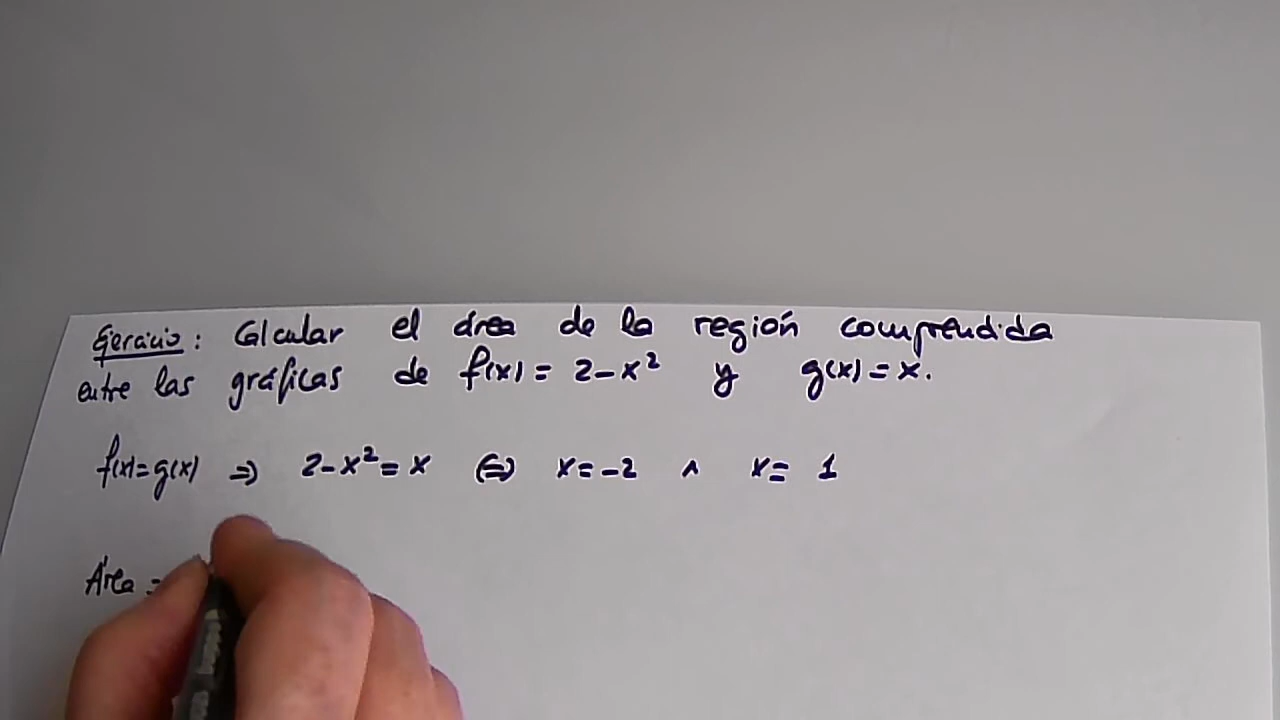 Ejercicio: Calcular el área de la región comprendida
entre las gráficas de f(x) = 2-x² y g(x) = x.
f(x)=g(x) ⇒ 2-x² = x ⇔ x = -2 ∧ x = 1
Área =